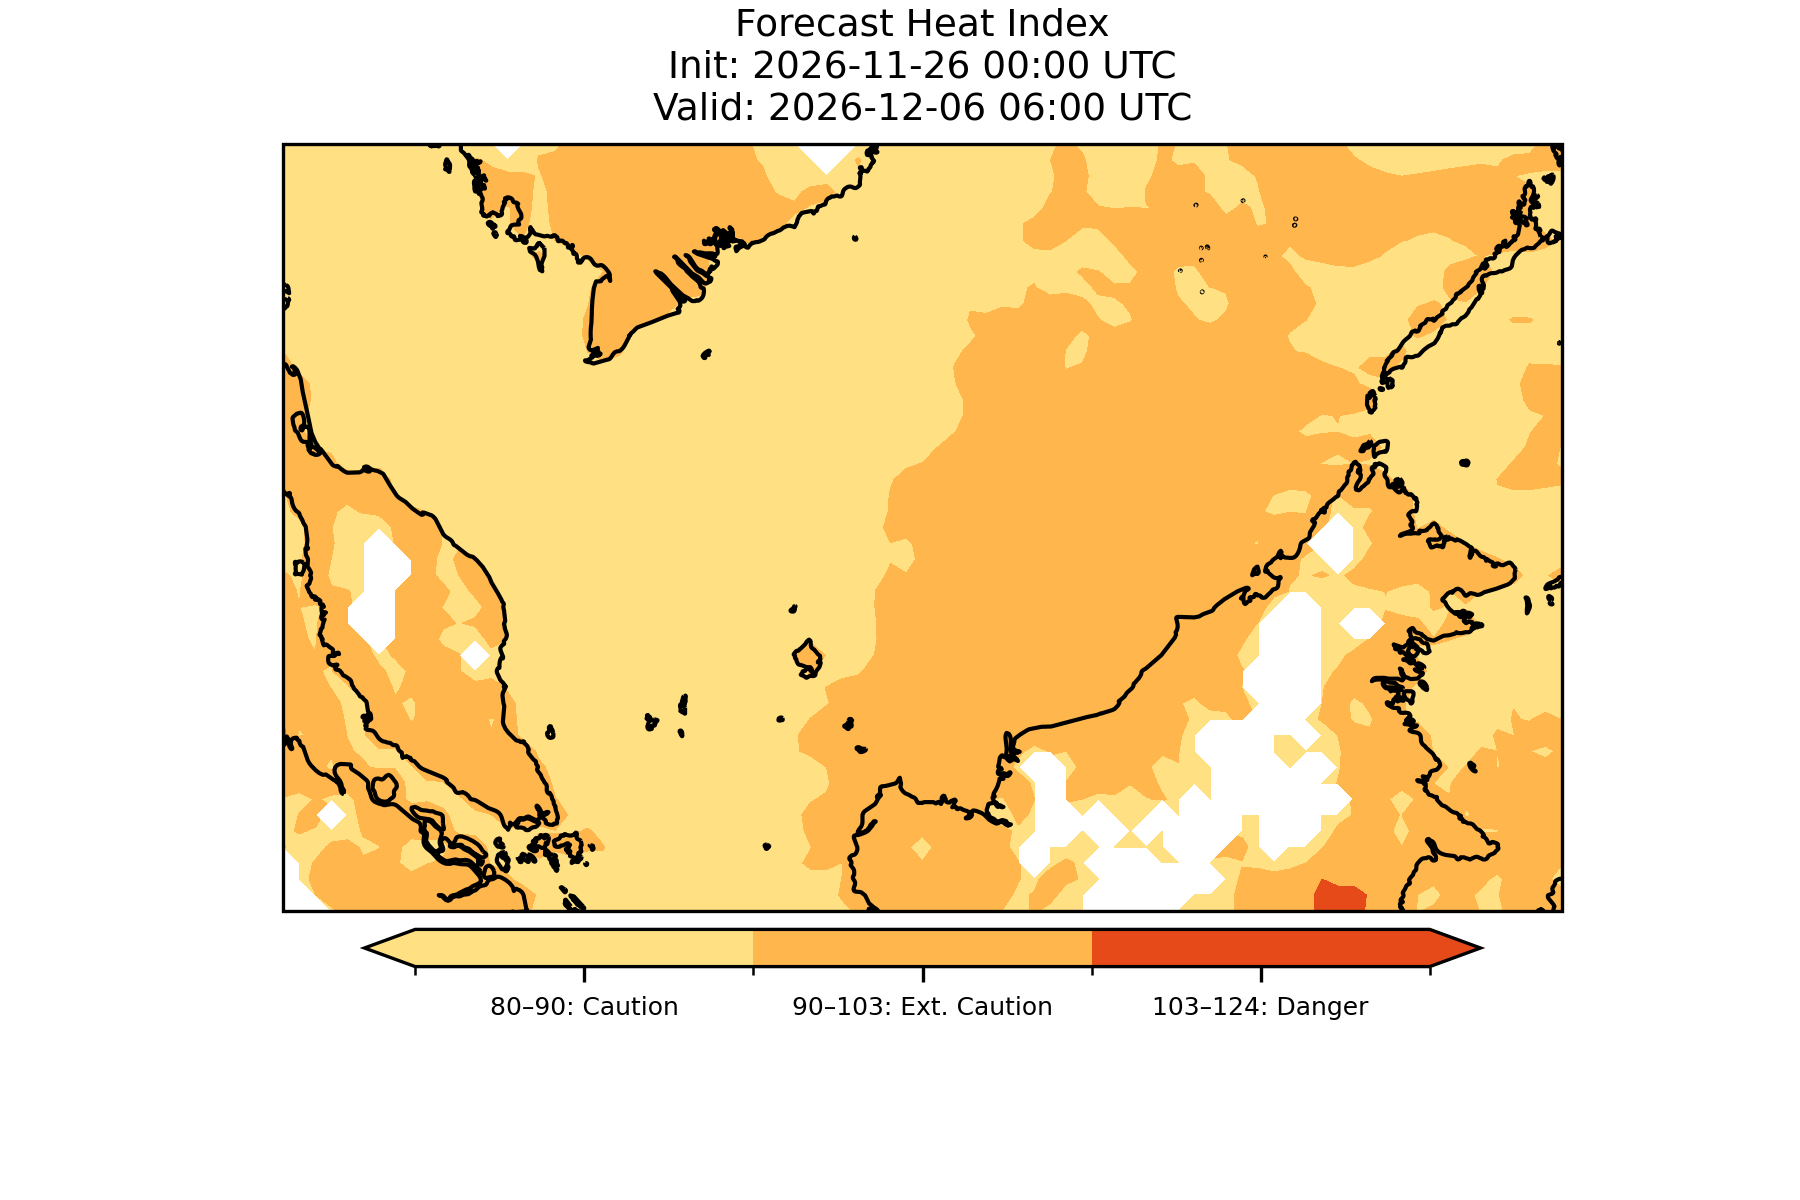 Forecast Heat Index
Init: 2026-11-26 00:00 UTC
Valid: 2026-12-06 06:00 UTC
80–90: Caution
90–103: Ext. Caution
103–124: Danger